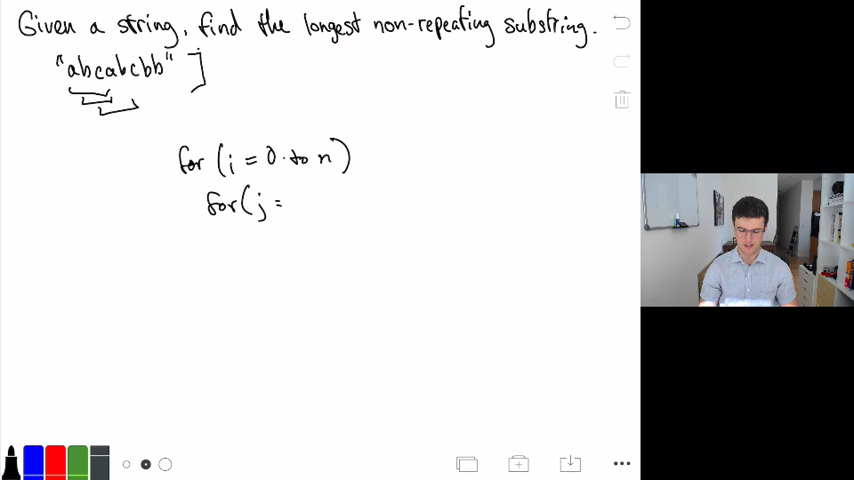 Given a string, find the longest non-repeating substring.
"abcabcbb" ]
for (i = 0 to n)
for (j =